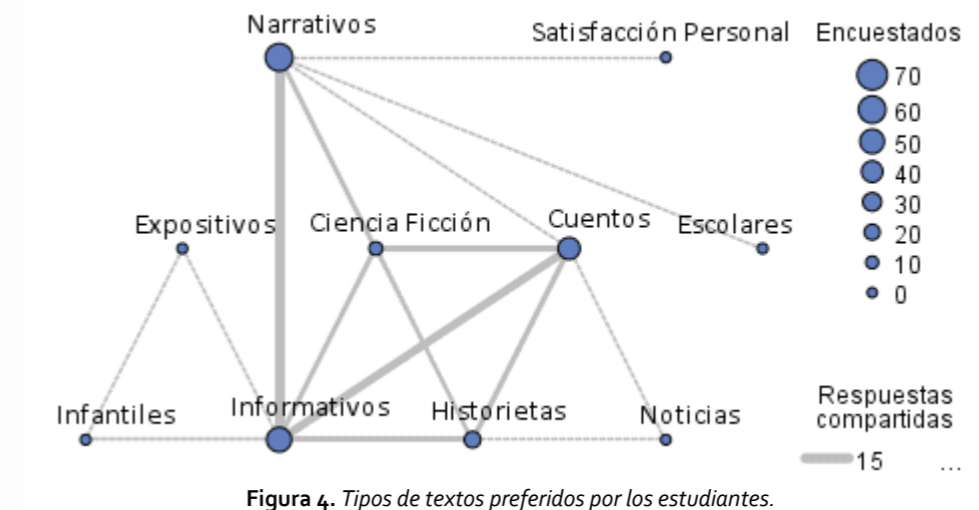 Narrativos
Satisfacción Personal
Encuestados
70
60
50
40
30
20
10
0
Expositivos
Ciencia Ficción
Cuentos
Escolares
Infantiles
Informativos
Historietas
Noticias
Respuestas
compartidas
15 ...
Figura 4. Tipos de textos preferidos por los estudiantes.